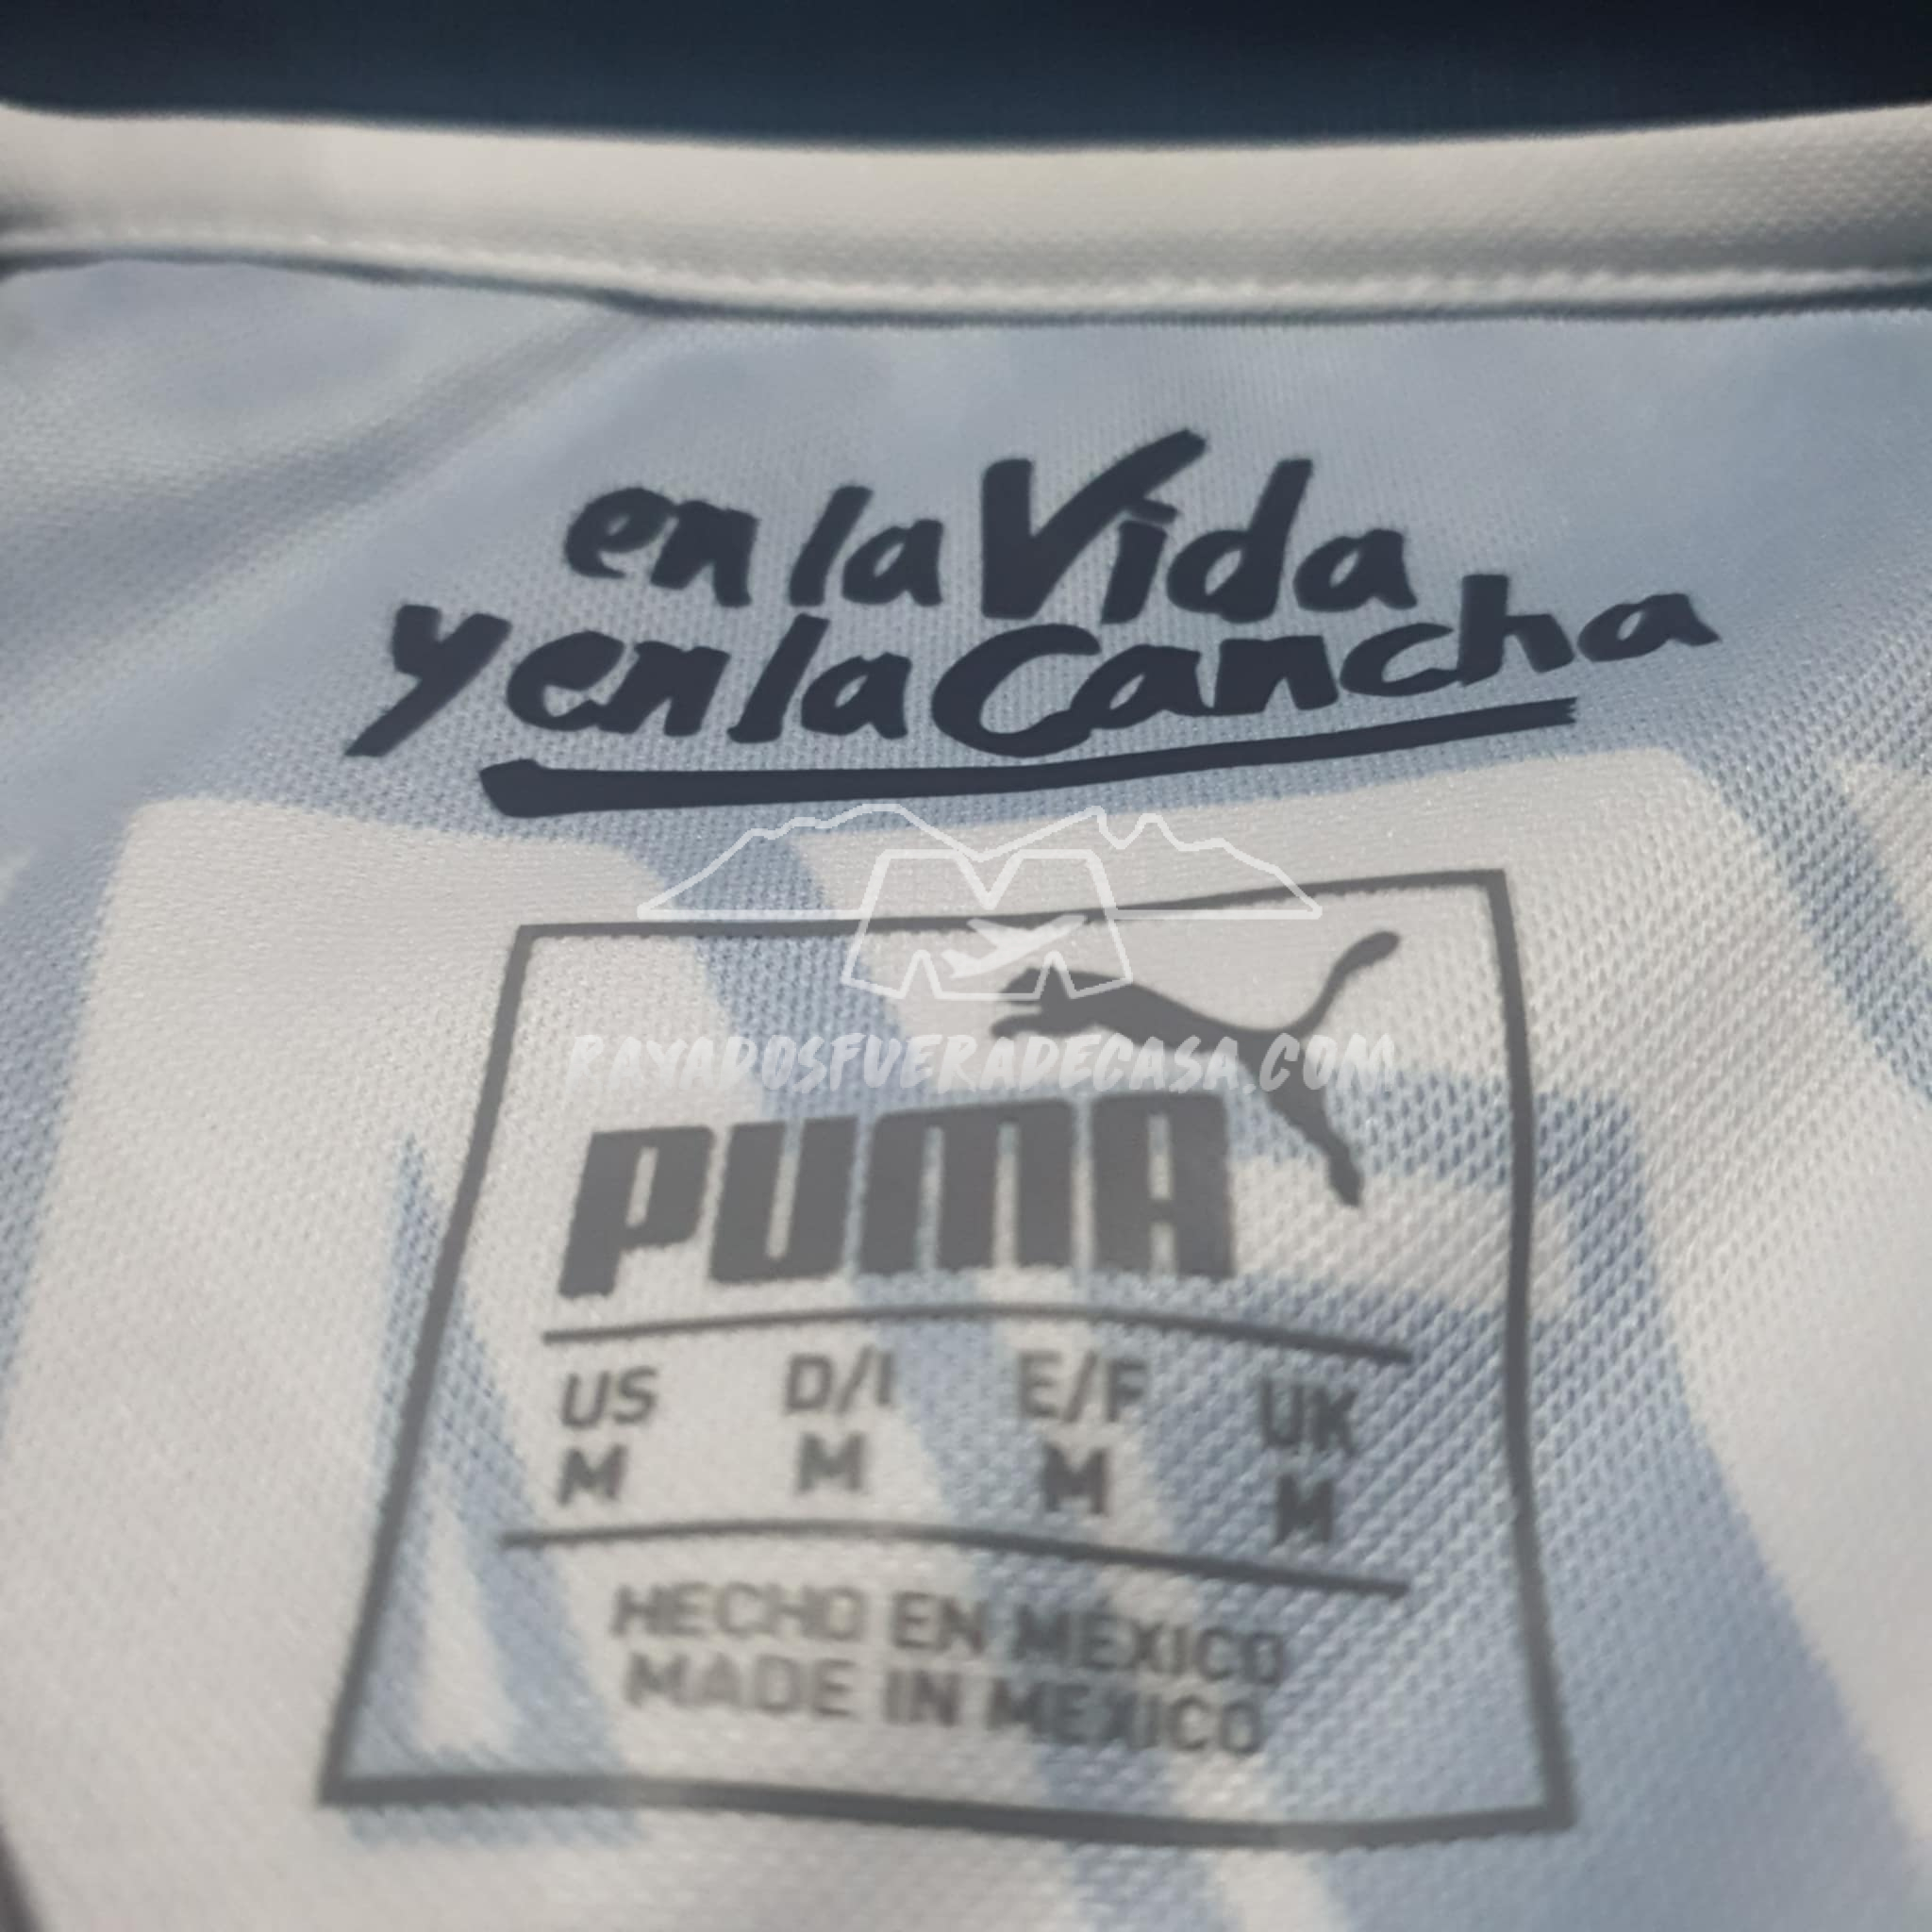 en la Vida
y en la Cancha
RAYADOSFUERADECASA.COM
PUMA
US D/I E/F UK
M M M M
HECHO EN MÉXICO
MADE IN MEXICO